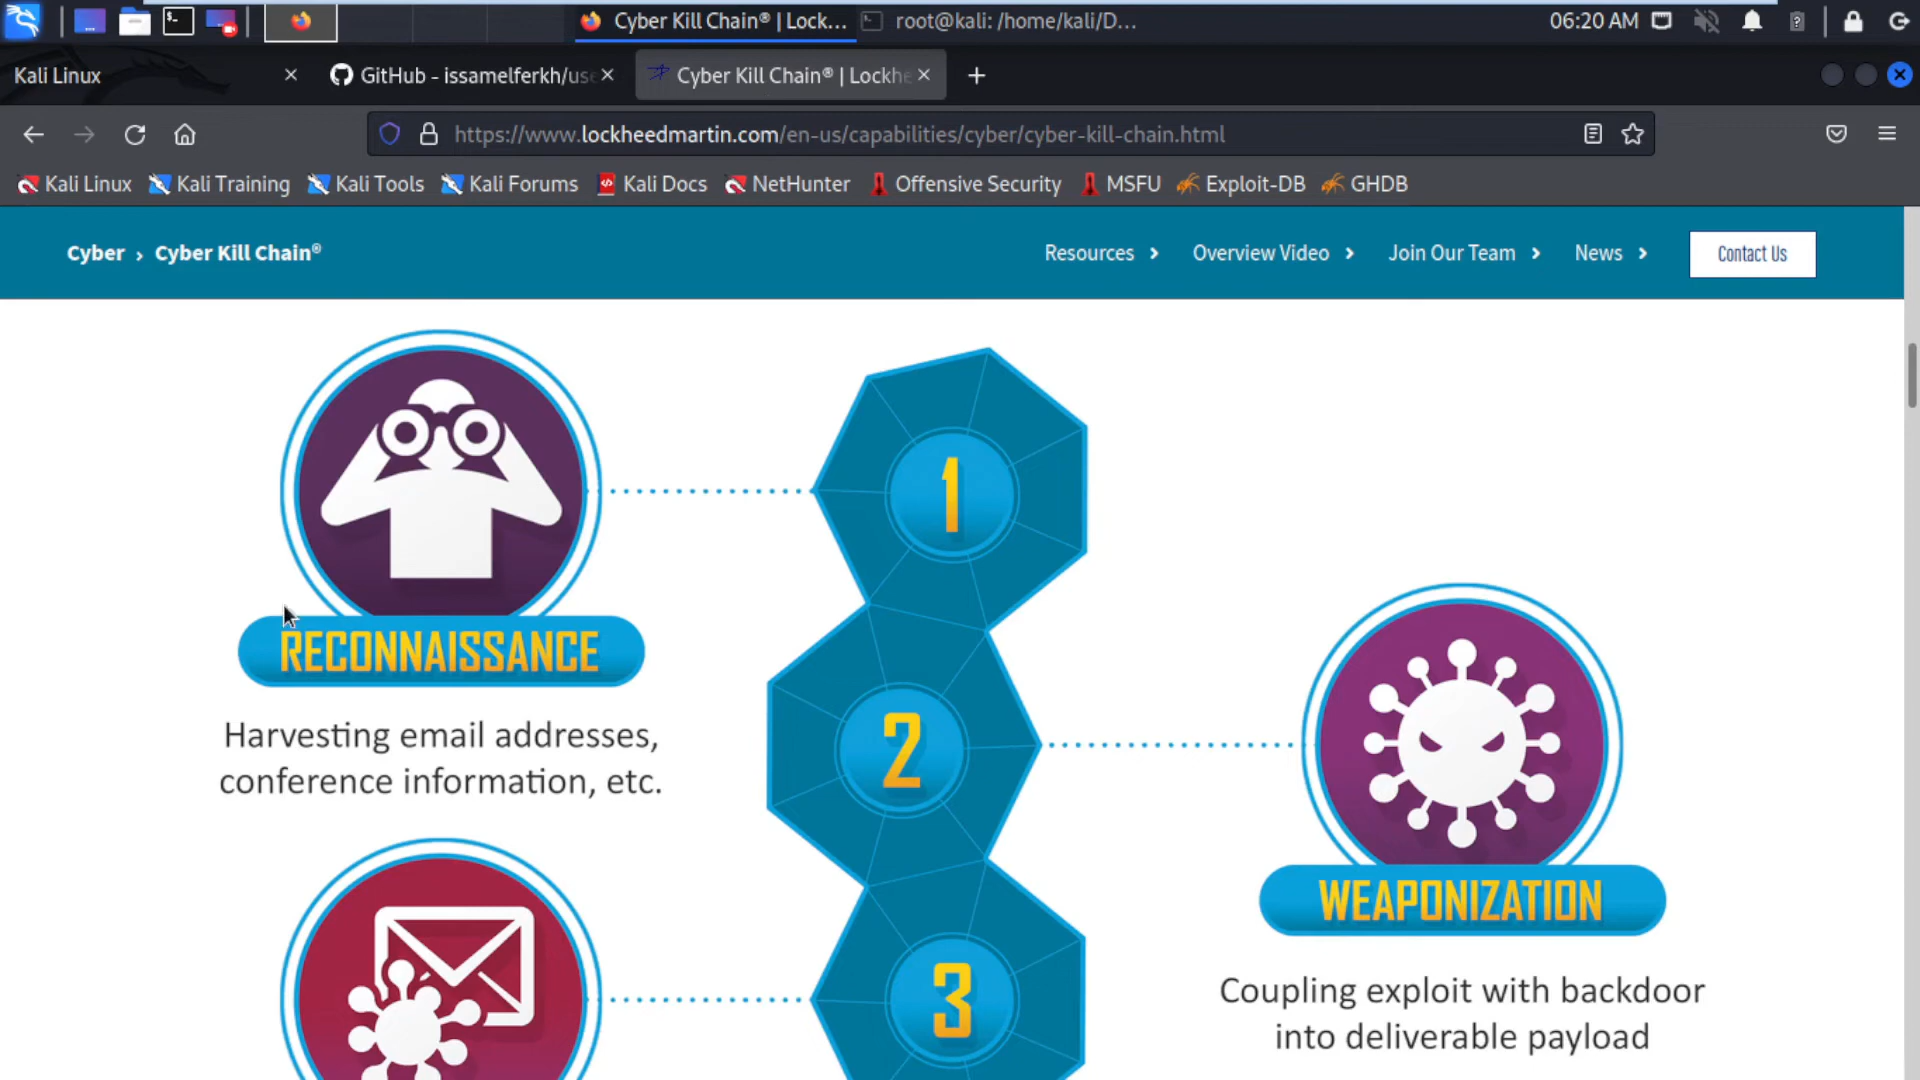 Cyber Kill Chain® | Lock...
root@kali: /home/kali/D...
06:20 AM
Kali Linux
GitHub - issamelferkh/use
Cyber Kill Chain® | Lockhe
https://www.lockheedmartin.com/en-us/capabilities/cyber/cyber-kill-chain.html
Kali Linux
Kali Training
Kali Tools
Kali Forums
Kali Docs
NetHunter
Offensive Security
MSFU
Exploit-DB
GHDB
Cyber › Cyber Kill Chain®
Resources
Overview Video
Join Our Team
News
Contact Us
1
RECONNAISSANCE
Harvesting email addresses,
conference information, etc.
2
WEAPONIZATION
Coupling exploit with backdoor
into deliverable payload
3